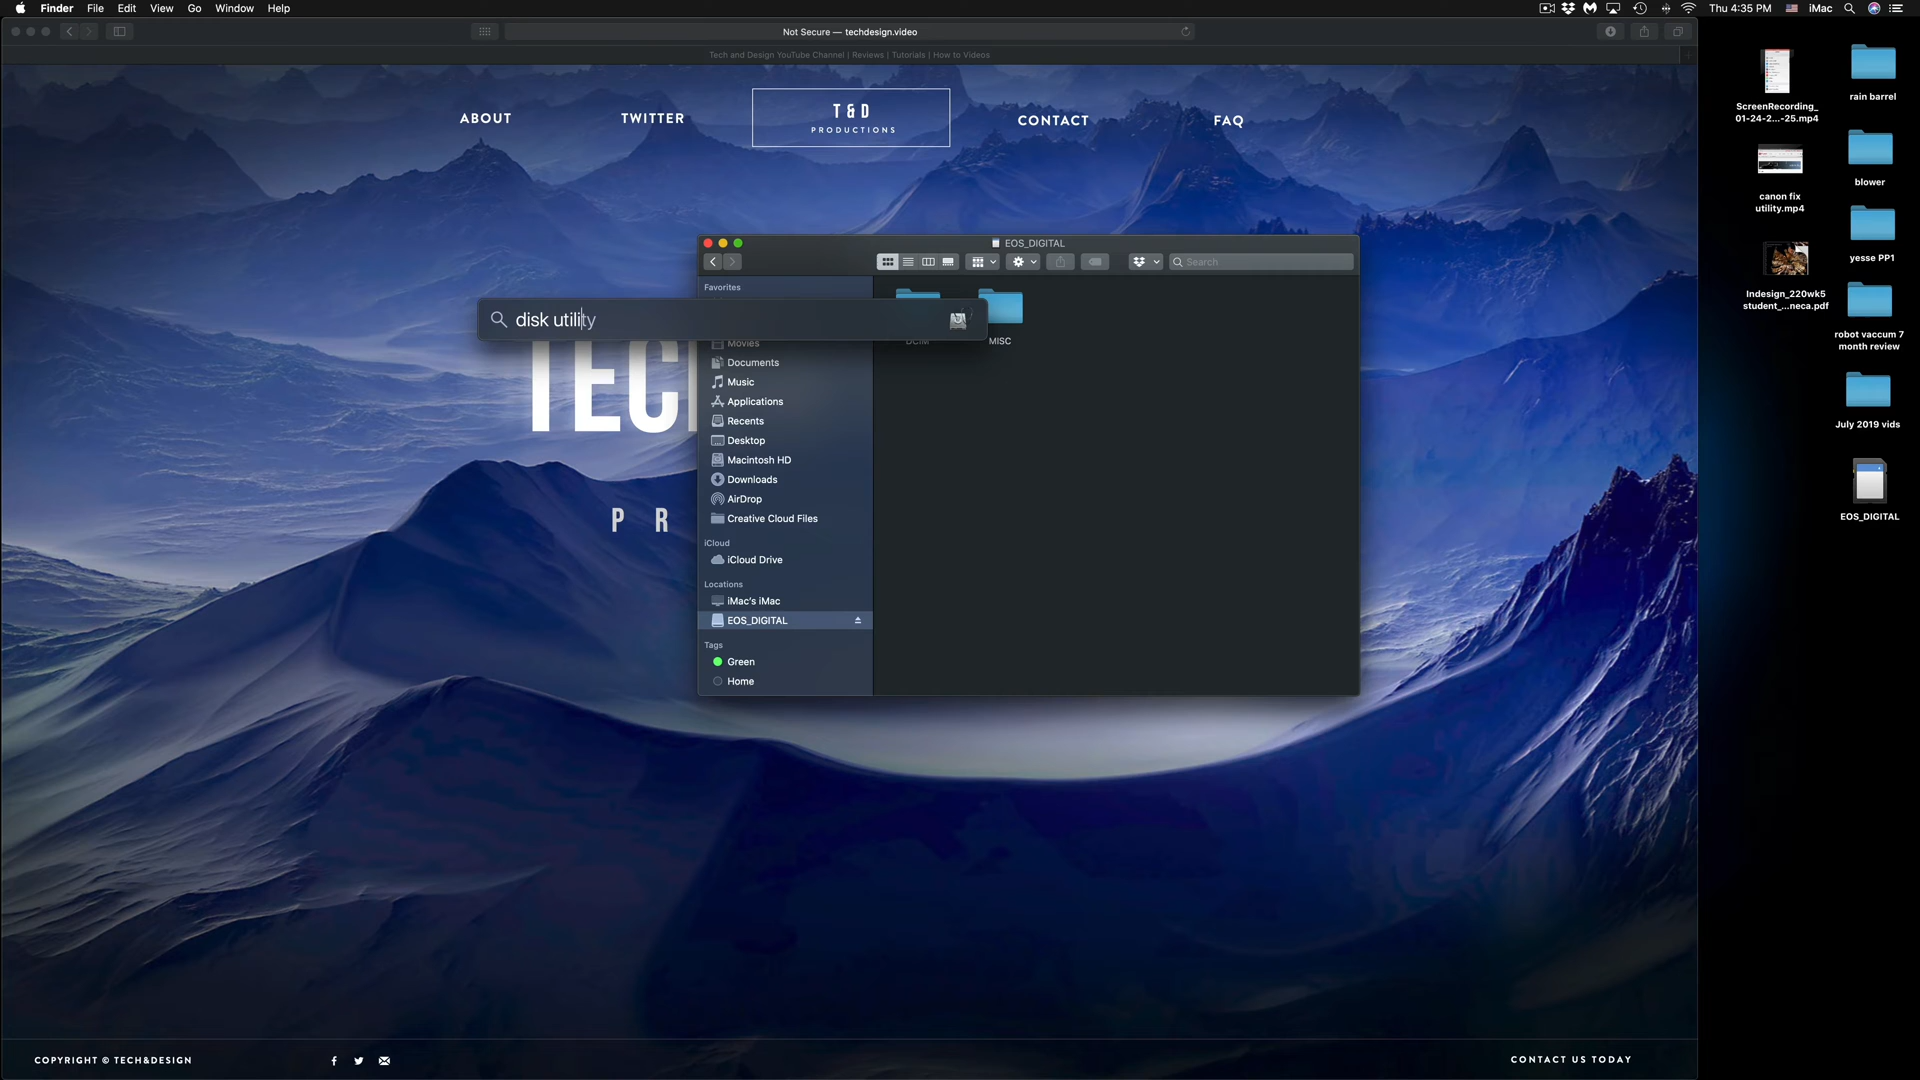 Finder File Edit View Go Window Help
Thu 4:35 PM iMac
Not Secure — techdesign.video
Tech and Design YouTube Channel | Reviews | Tutorials | How to Videos
ABOUT TWITTER T&D PRODUCTIONS CONTACT FAQ
EOS_DIGITAL
Search
Favorites
disk utility
Movies
Documents
Music
Applications
Recents
Desktop
Macintosh HD
Downloads
AirDrop
Creative Cloud Files
iCloud
iCloud Drive
Locations
iMac's iMac
EOS_DIGITAL
Tags
Green
Home
DCIM
MISC
TEC
P R
ScreenRecording_
01-24-2...-25.mp4
rain barrel
canon fix
utility.mp4
blower
Indesign_220wk5
student_...neca.pdf
yesse PP1
robot vaccum 7
month review
July 2019 vids
EOS_DIGITAL
COPYRIGHT © TECH&DESIGN
CONTACT US TODAY